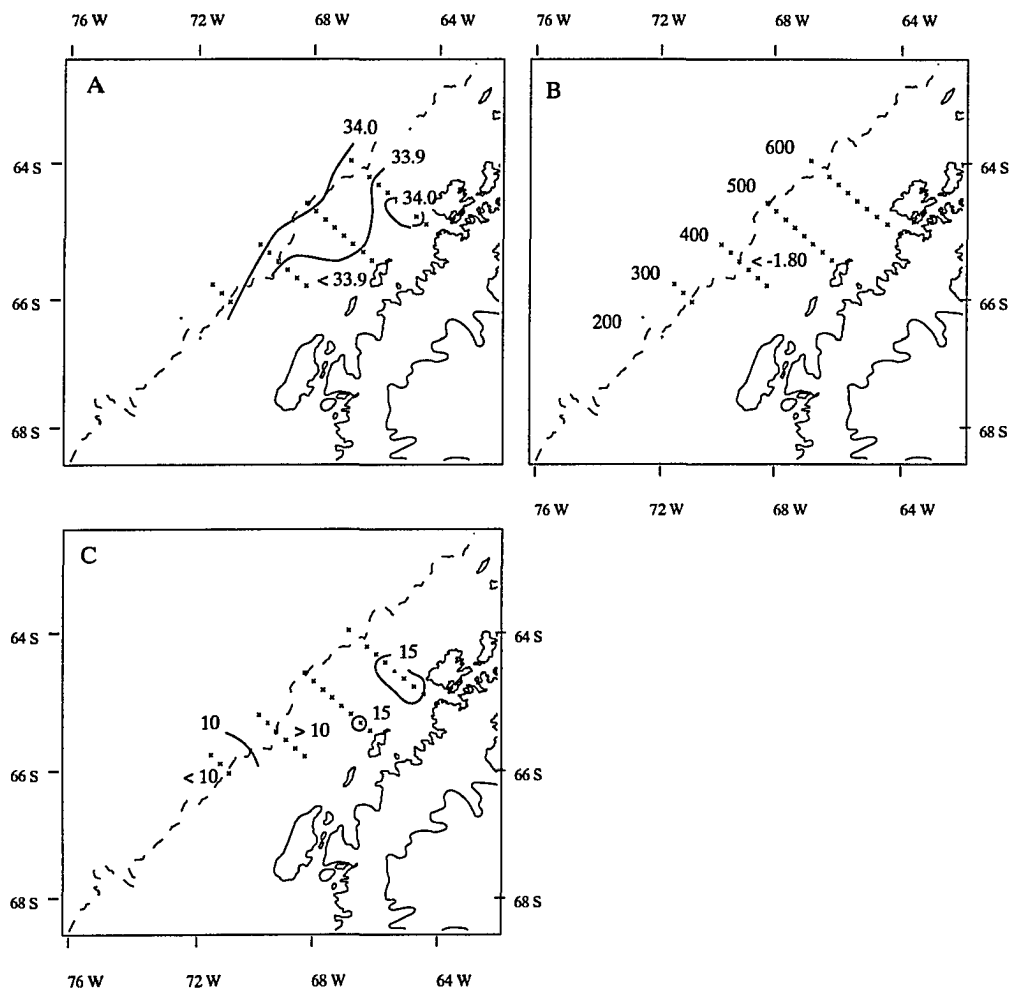 76 W 72 W 68 W 64 W 76 W 72 W 68 W 64 W
A
34.0
33.9
34.0
< 33.9
64 S
66 S
68 S
B
600
500
400
< -1.80
300
200
64 S
66 S
68 S
76 W 72 W 68 W 64 W
C
15
15
10
> 10
< 10
64 S
66 S
68 S
64 S
66 S
68 S
76 W 72 W 68 W 64 W